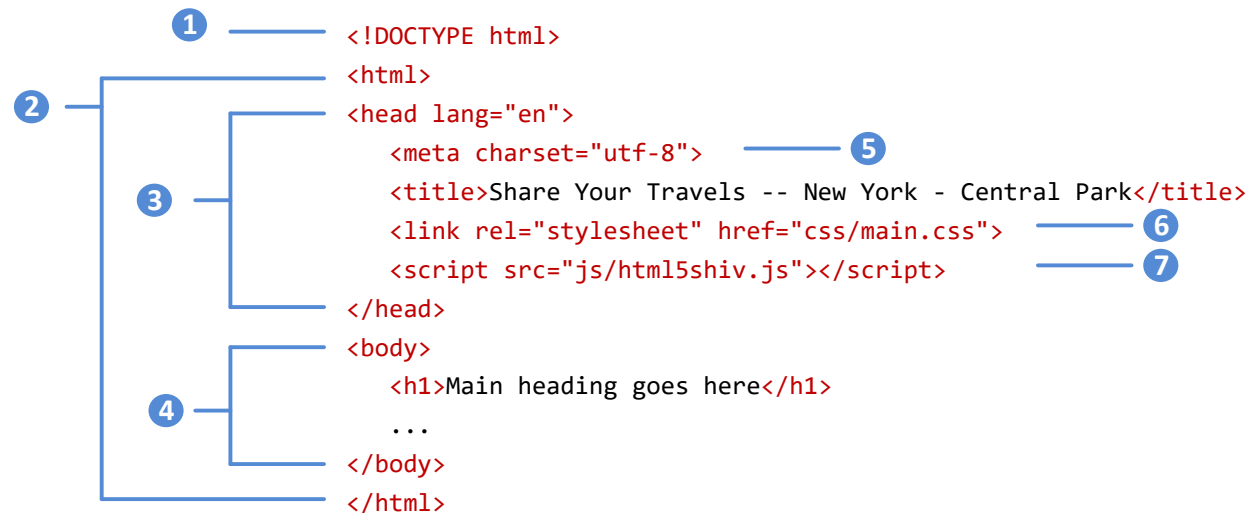 1 <!DOCTYPE html>
<html>
2 <head lang="en">
<meta charset="utf-8"> 5
3 <title>Share Your Travels -- New York - Central Park</title>
<link rel="stylesheet" href="css/main.css"> 6
<script src="js/html5shiv.js"></script> 7
</head>
<body>
<h1>Main heading goes here</h1>
4 ...
</body>
</html>